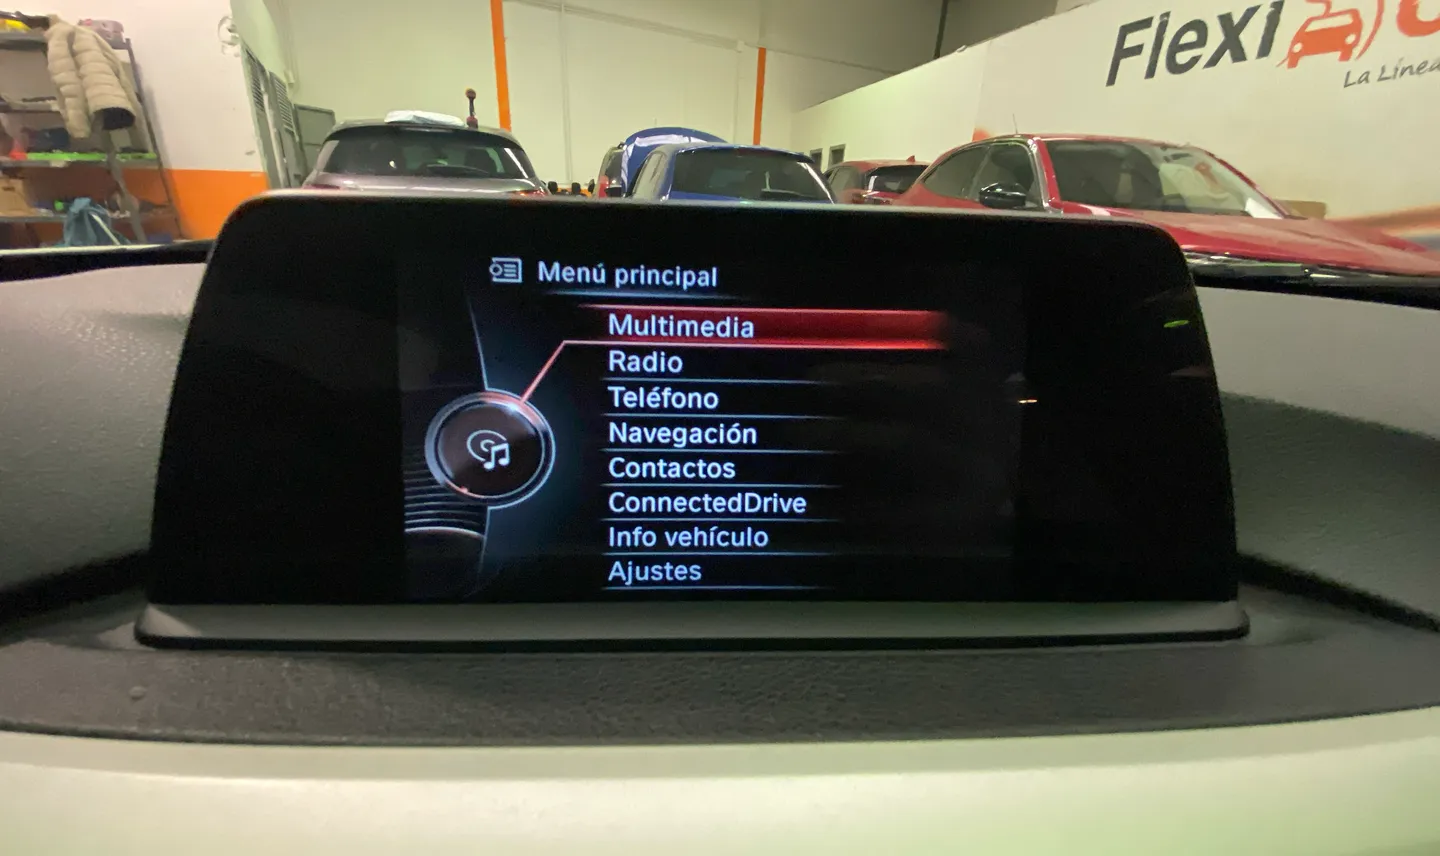 Flexi
La Línea
Menú principal
Multimedia
Radio
Teléfono
Navegación
Contactos
ConnectedDrive
Info vehículo
Ajustes